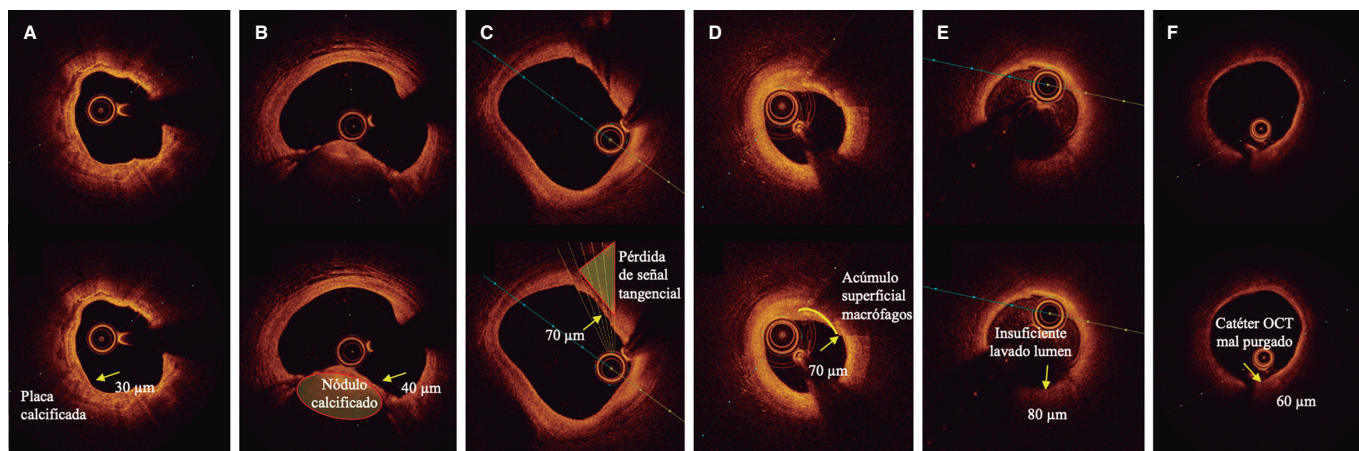 A
B
C
D
E
F
Placa
calcificada
30 µm
Nódulo
calcificado
40 µm
Pérdida
de señal
tangencial
70 µm
Acúmulo
superficial
macrófagos
70 µm
Insuficiente
lavado lumen
80 µm
Catéter OCT
mal purgado
60 µm